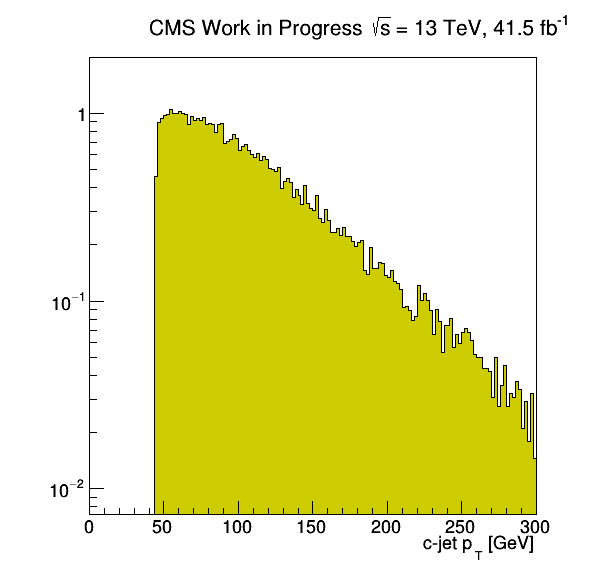 CMS Work in Progress √s = 13 TeV, 41.5 fb⁻¹
1
10⁻¹
10⁻²
0 50 100 150 200 250 300
c-jet p_T [GeV]